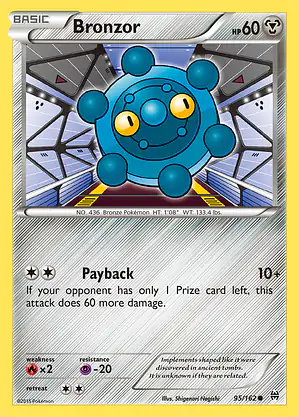 BASIC
Bronzor
HP60
NO. 436 Bronze Pokémon HT: 1'08" WT: 133.4 lbs.
Payback 10+
If your opponent has only 1 Prize card left, this
attack does 60 more damage.
weakness resistance
×2 -20
retreat
Implements shaped like it were
discovered in ancient tombs.
It is unknown if they are related.
©2015 Pokémon
Illus. Shigenori Negishi
95/162